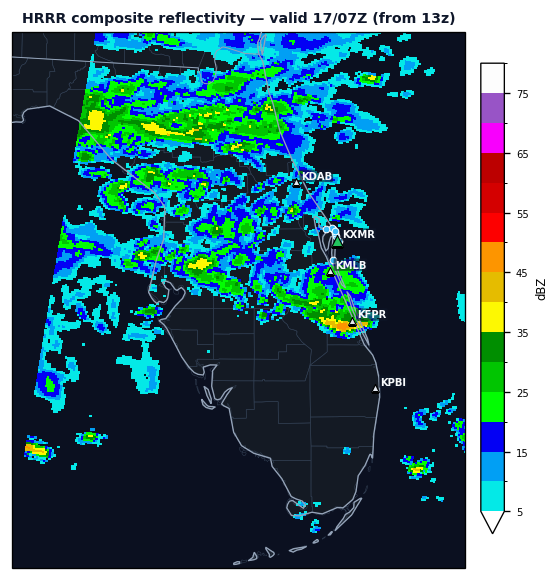 HRRR composite reflectivity — valid 17/07Z (from 13z)
KDAB
KXMR
KMLB
KFPR
KPBI
75
65
55
45
35
25
15
5
dBZ